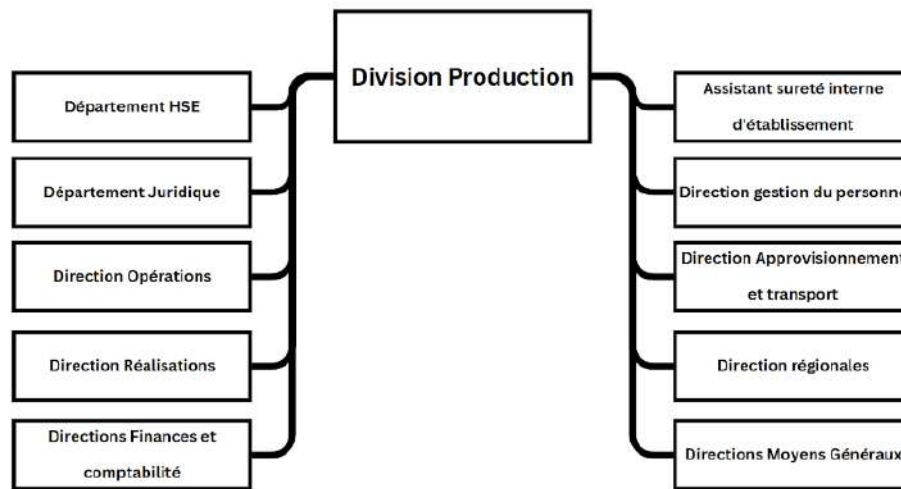 Division Production
Département HSE
Département Juridique
Direction Opérations
Direction Réalisations
Directions Finances et
comptabilité
Assistant sureté interne
d'établissement
Direction gestion du personne
Direction Approvisionnement
et transport
Direction régionales
Directions Moyens Généraux